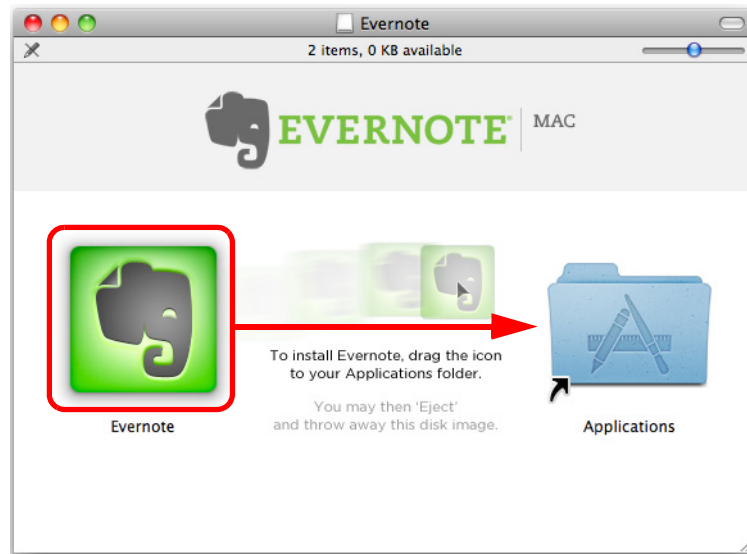 Evernote
2 items, 0 KB available
EVERNOTE® MAC
To install Evernote, drag the icon
to your Applications folder.
You may then 'Eject'
and throw away this disk image.
Evernote
Applications